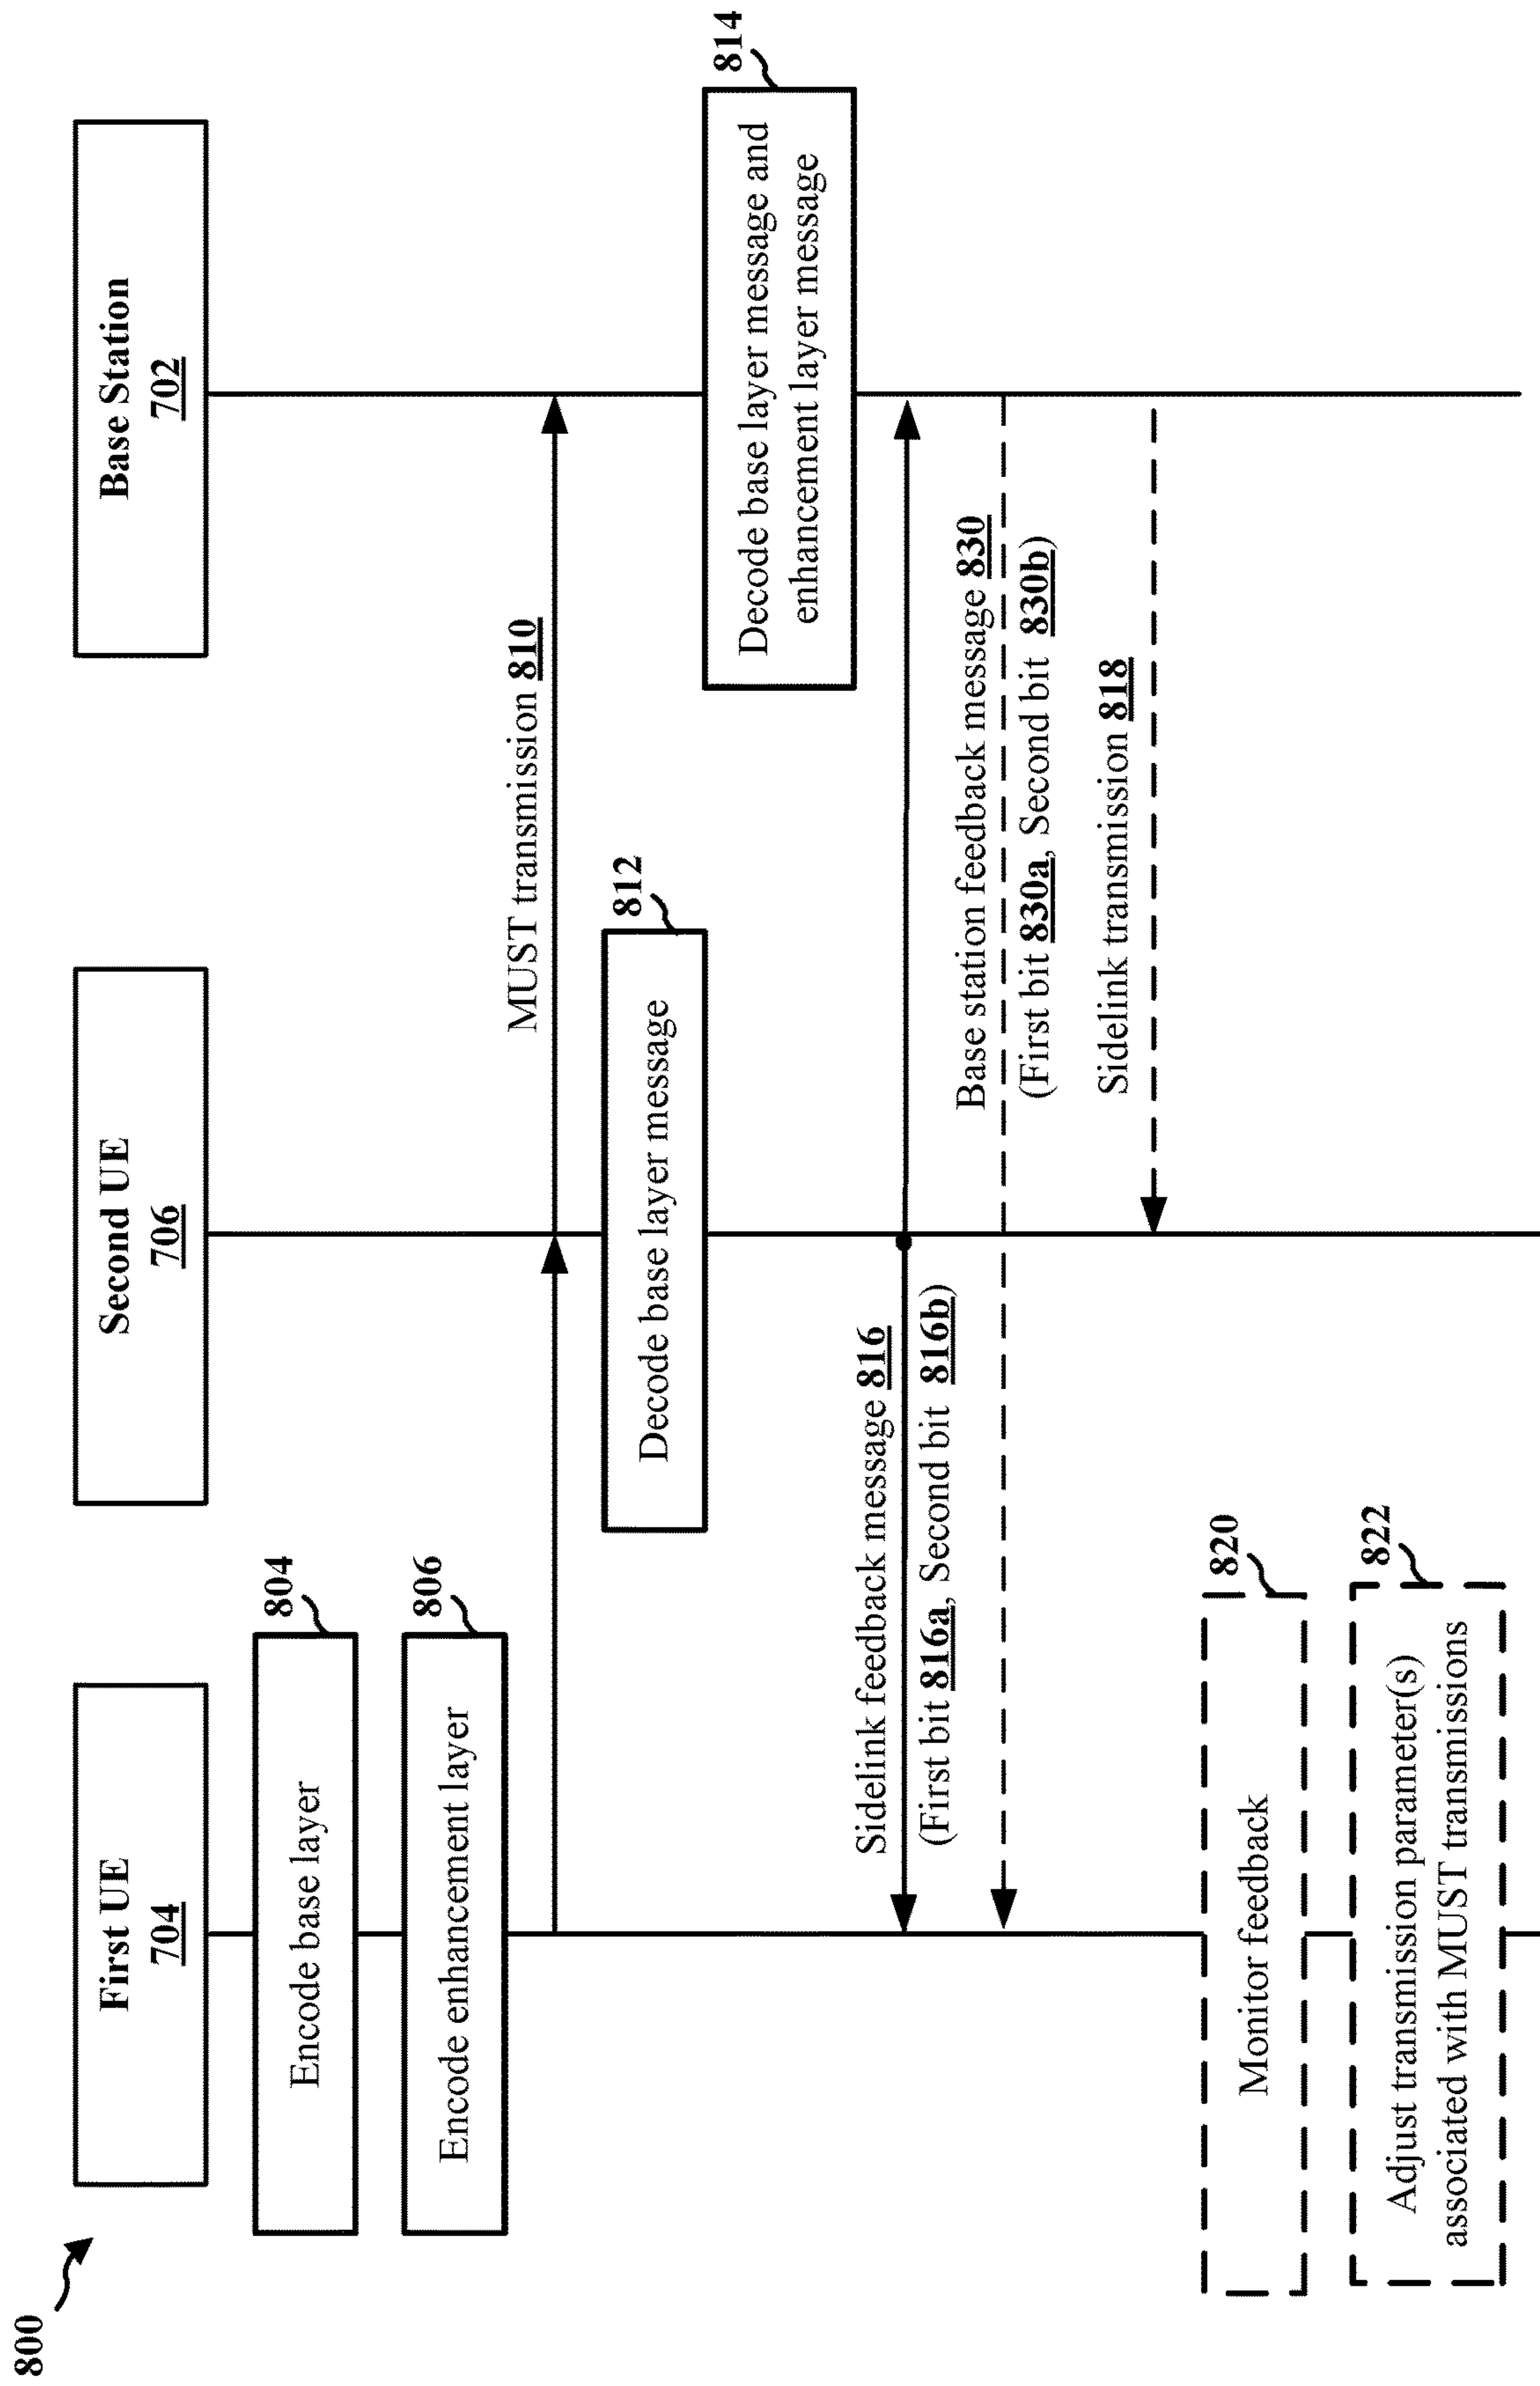 800
First UE
704
Second UE
706
Base Station
702
Encode base layer
804
Encode enhancement layer
806
MUST transmission 810
Decode base layer message
812
Decode base layer message and
enhancement layer message
814
Sidelink feedback message 816
(First bit 816a, Second bit 816b)
Base station feedback message 830
(First bit 830a, Second bit 830b)
Sidelink transmission 818
Monitor feedback
820
Adjust transmission parameter(s)
associated with MUST transmissions
822